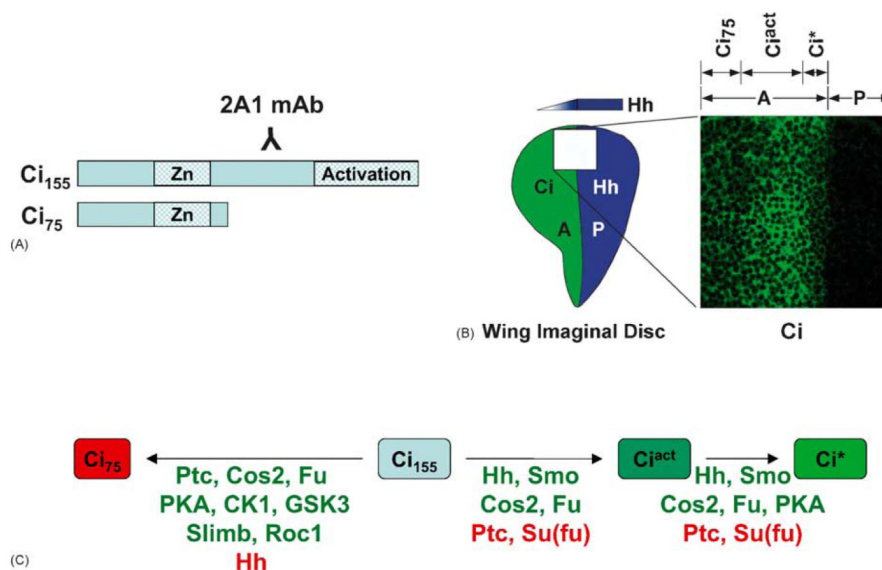 2A1 mAb
Ci155 Zn Activation
Ci75 Zn
(A)
Ci75 Ciact Ci*
A P
Hh
Ci Hh
A P
(B) Wing Imaginal Disc Ci
Ci75 Ci155 Ciact Ci*
Ptc, Cos2, Fu Hh, Smo Hh, Smo
PKA, CK1, GSK3 Cos2, Fu Cos2, Fu, PKA
Slimb, Roc1 Ptc, Su(fu) Ptc, Su(fu)
Hh
(C)